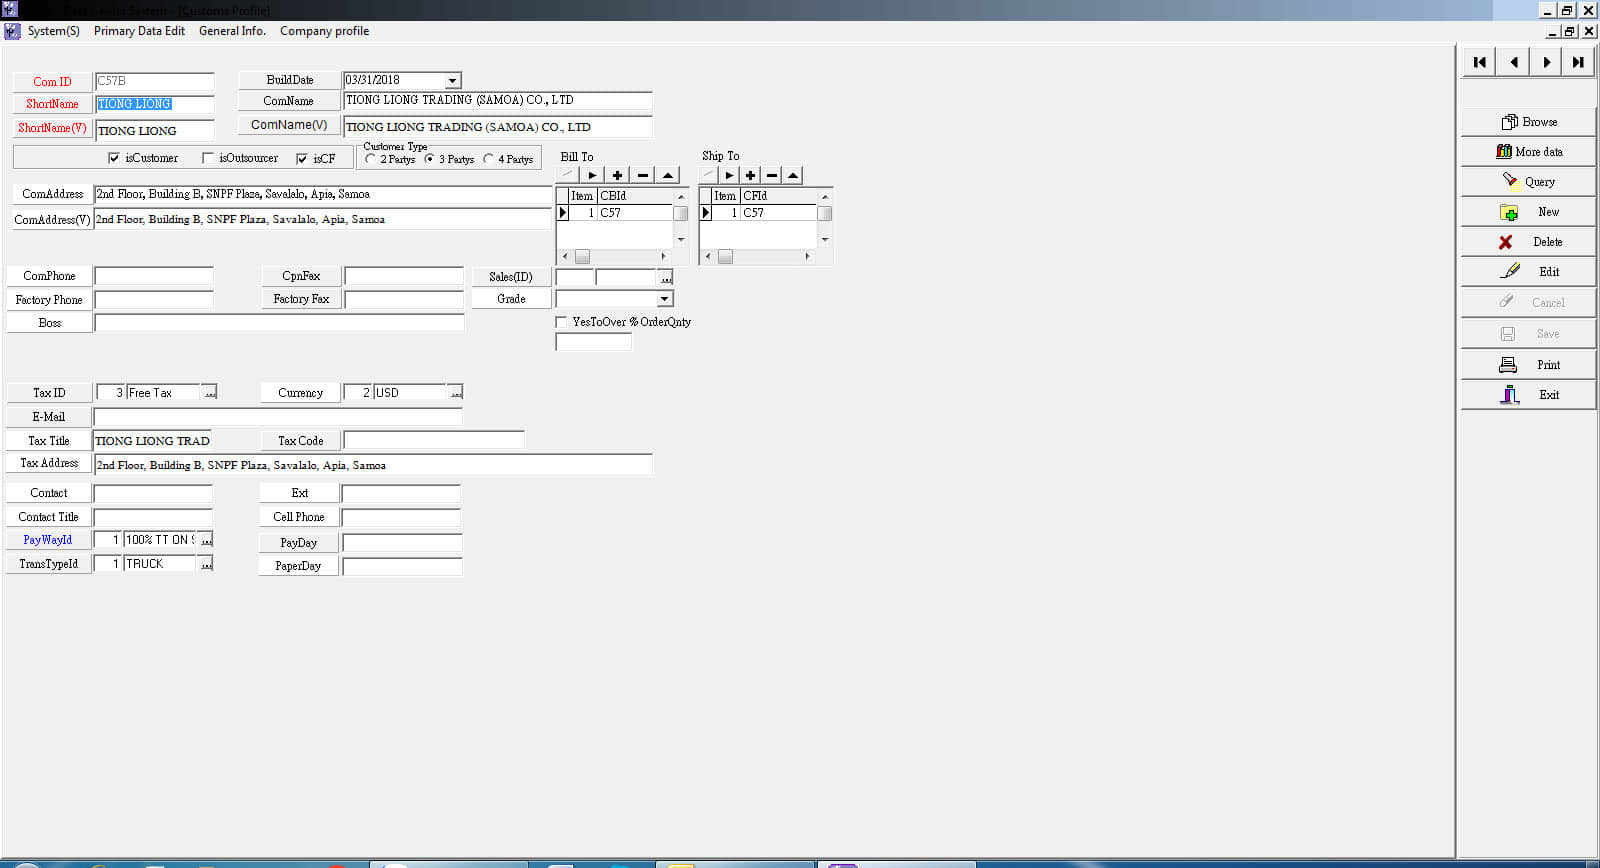 [Customs Profile]
System(S) Primary Data Edit General Info. Company profile
Com ID C57B BuildDate 03/31/2018
ShortName TIONG LIONG ComName TIONG LIONG TRADING (SAMOA) CO., LTD
ShortName(V) TIONG LIONG ComName(V) TIONG LIONG TRADING (SAMOA) CO., LTD
isCustomer isOutsourcer isCF Customer Type 2 Partys 3 Partys 4 Partys
Bill To Ship To
ComAddress 2nd Floor, Building B, SNPF Plaza, Savalalo, Apia, Samoa
Item CBId Item CFId
ComAddress(V) 2nd Floor, Building B, SNPF Plaza, Savalalo, Apia, Samoa
1 C57 1 C57
ComPhone CpnFax Sales(ID) ...
Factory Phone Factory Fax Grade
Boss YesToOver % OrderQnty
Tax ID 3 Free Tax ... Currency 2 USD ...
E-Mail
Tax Title TIONG LIONG TRAD Tax Code
Tax Address 2nd Floor, Building B, SNPF Plaza, Savalalo, Apia, Samoa
Contact Ext
Contact Title Cell Phone
PayWayId 1 100% TT ON ... PayDay
TransTypeId 1 TRUCK ... PaperDay
Browse
More data
Query
New
Delete
Edit
Cancel
Save
Print
Exit